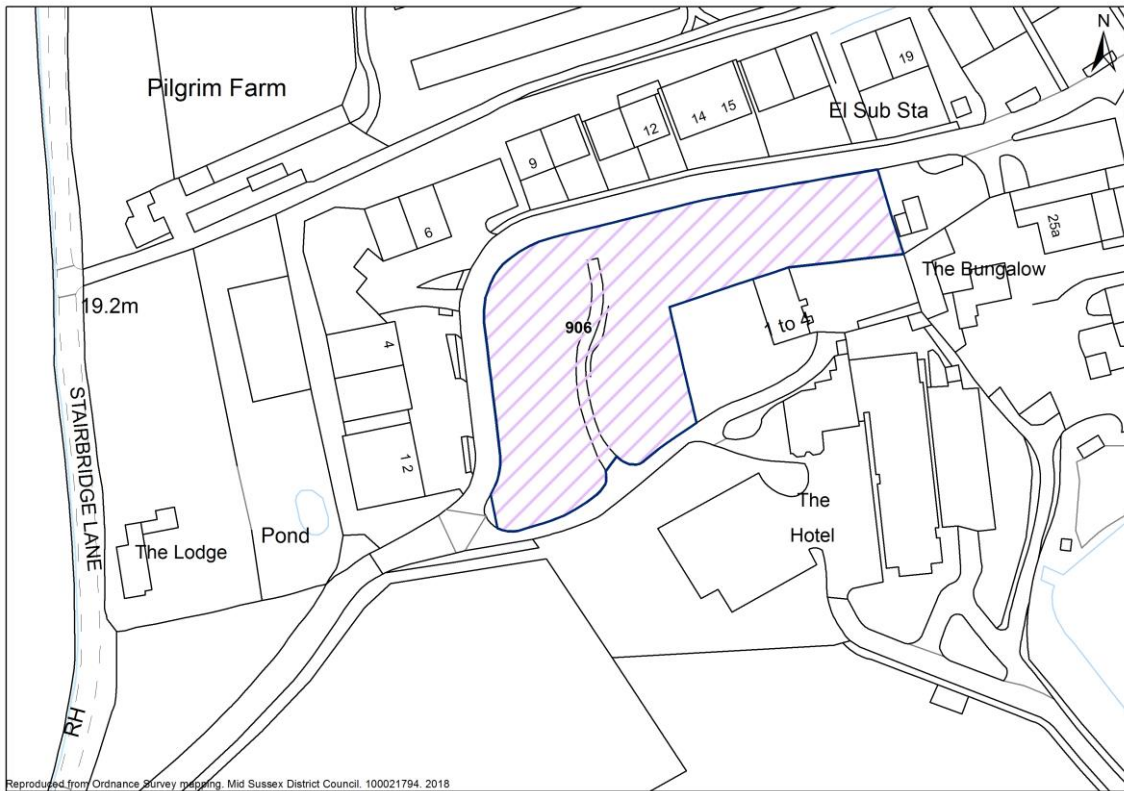 N
Pilgrim Farm
19
El Sub Sta
15
14
12
9
6
25a
The Bungalow
19.2m
906
1 to 4
4
STAIRBRIDGE LANE
1 2
The
Hotel
Pond
The Lodge
RH
Reproduced from Ordnance Survey mapping. Mid Sussex District Council. 100021794. 2018